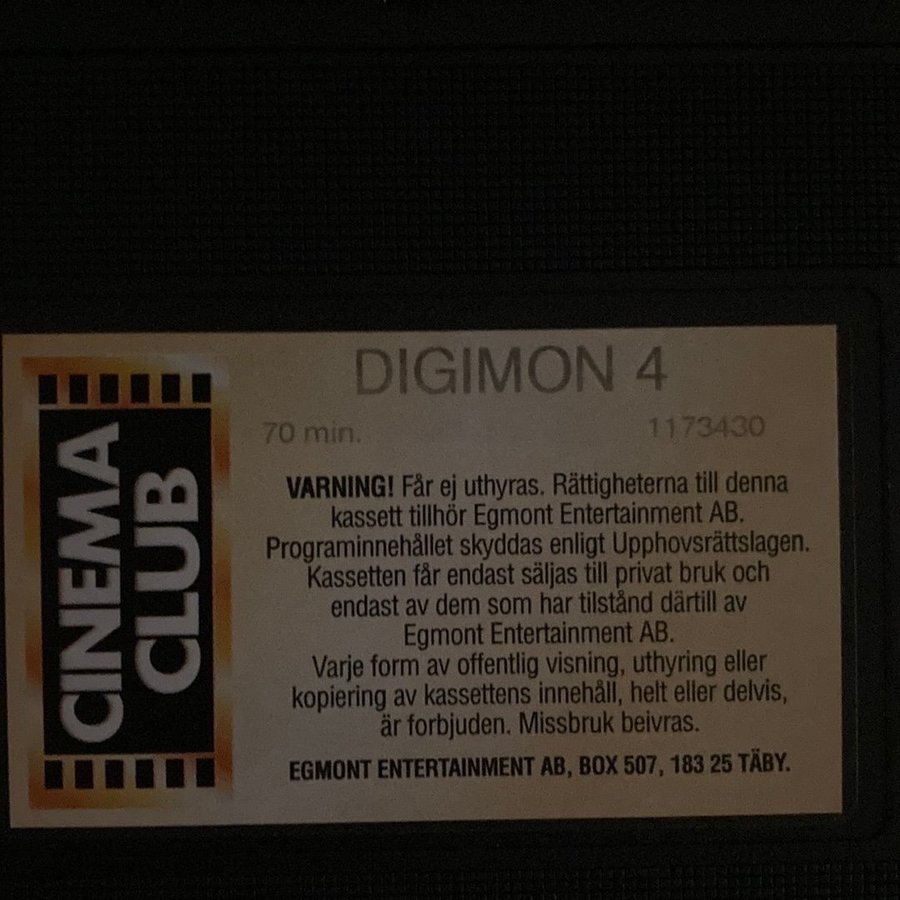 DIGIMON 4
70 min. 1173430
VARNING! Får ej uthyras. Rättigheterna till denna
kassett tillhör Egmont Entertainment AB.
Programinnehållet skyddas enligt Upphovsrättslagen.
Kassetten får endast säljas till privat bruk och
endast av dem som har tilstånd därtill av
Egmont Entertainment AB.
Varje form av offentlig visning, uthyring eller
kopiering av kassettens innehåll, helt eller delvis,
är forbjuden. Missbruk beivras.
EGMONT ENTERTAINMENT AB, BOX 507, 183 25 TÄBY.
CINEMA
CLUB